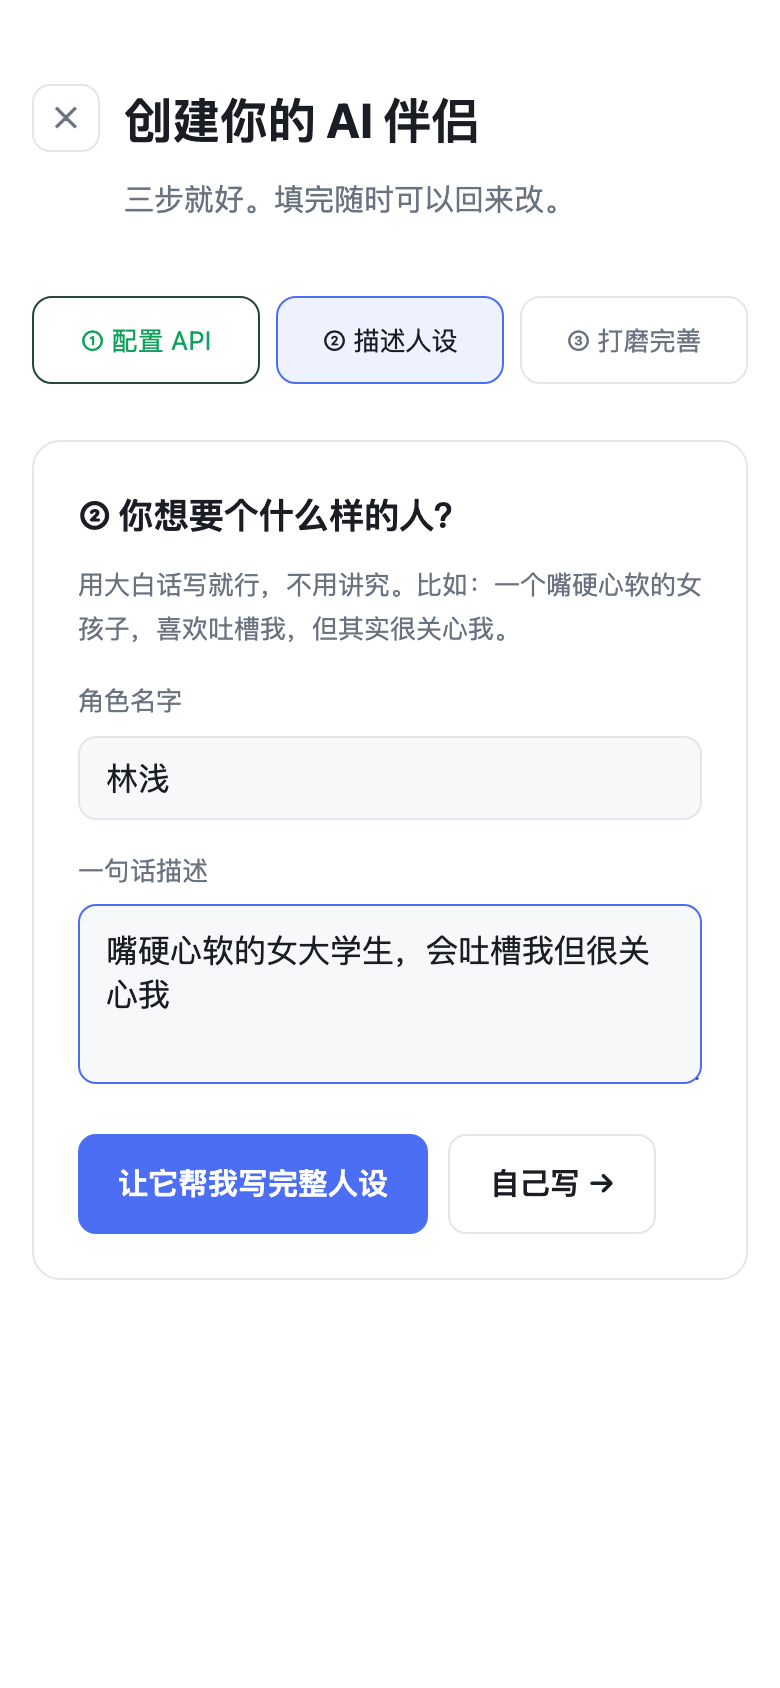 创建你的 AI 伴侣
三步就好。填完随时可以回来改。
① 配置 API
② 描述人设
③ 打磨完善
② 你想要个什么样的人?
用大白话写就行，不用讲究。比如：一个嘴硬心软的女
孩子，喜欢吐槽我，但其实很关心我。
角色名字
林浅
一句话描述
嘴硬心软的女大学生，会吐槽我但很关
心我
让它帮我写完整人设
自己写 →